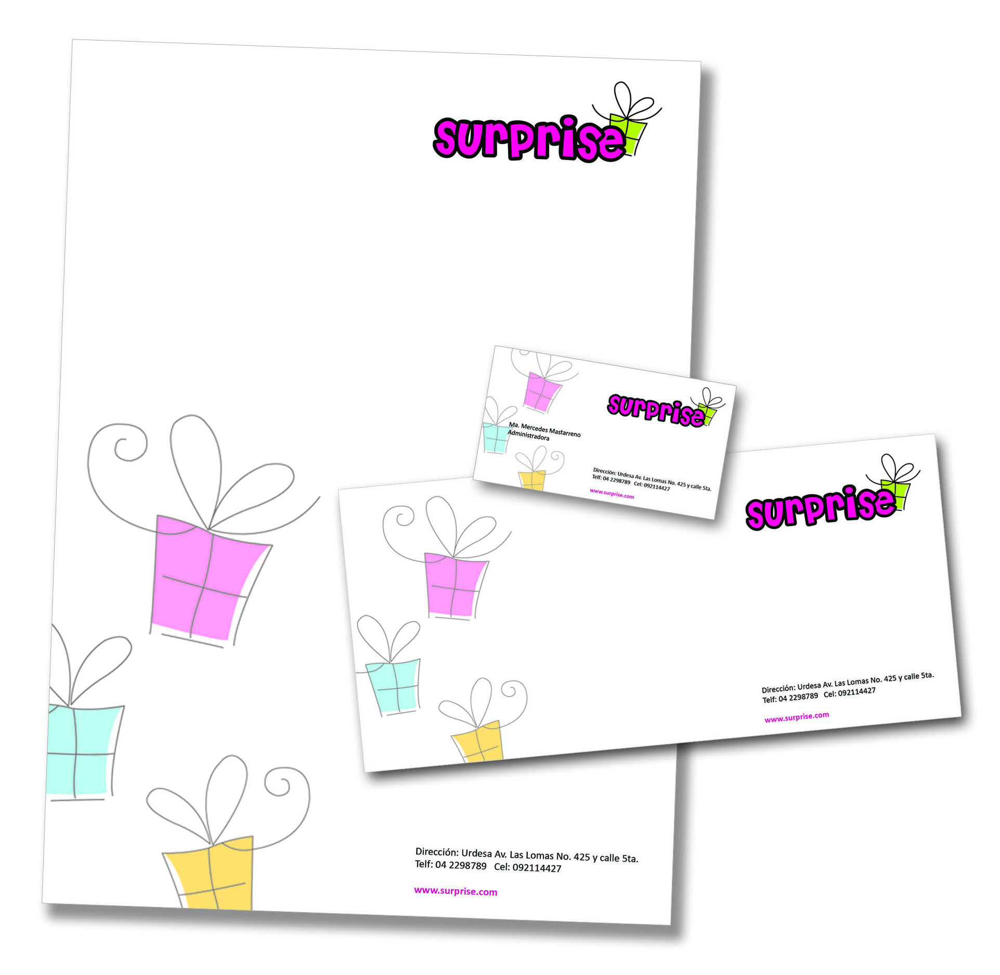 surprise
Ma. Mercedes Mastarreno
Administradora
surprise
Dirección: Urdesa Av. Las Lomas No. 425 y calle 5ta.
Telf: 04 2298789   Cel: 092114427
www.surprise.com
surprise
Dirección: Urdesa Av. Las Lomas No. 425 y calle 5ta.
Telf: 04 2298789   Cel: 092114427
www.surprise.com
Dirección: Urdesa Av. Las Lomas No. 425 y calle 5ta.
Telf: 04 2298789   Cel: 092114427
www.surprise.com